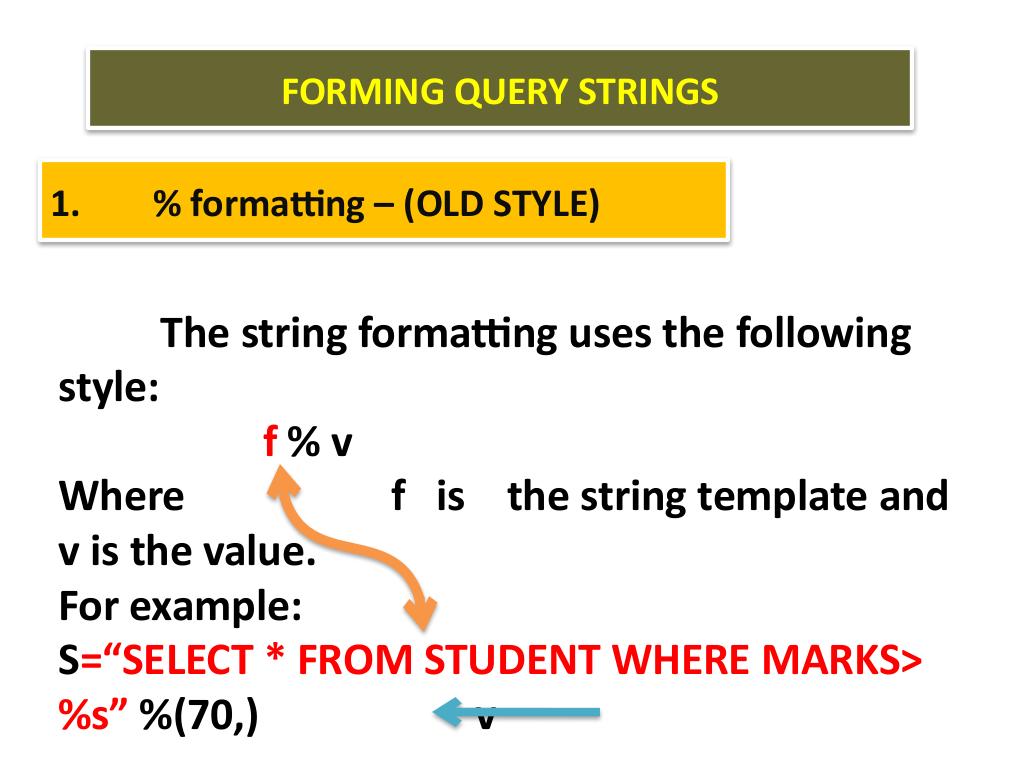 FORMING QUERY STRINGS
1. % formatting – (OLD STYLE)
The string formatting uses the following
style:
f % v
Where f is the string template and
v is the value.
For example:
S=“SELECT * FROM STUDENT WHERE MARKS>
%s” %(70,) v